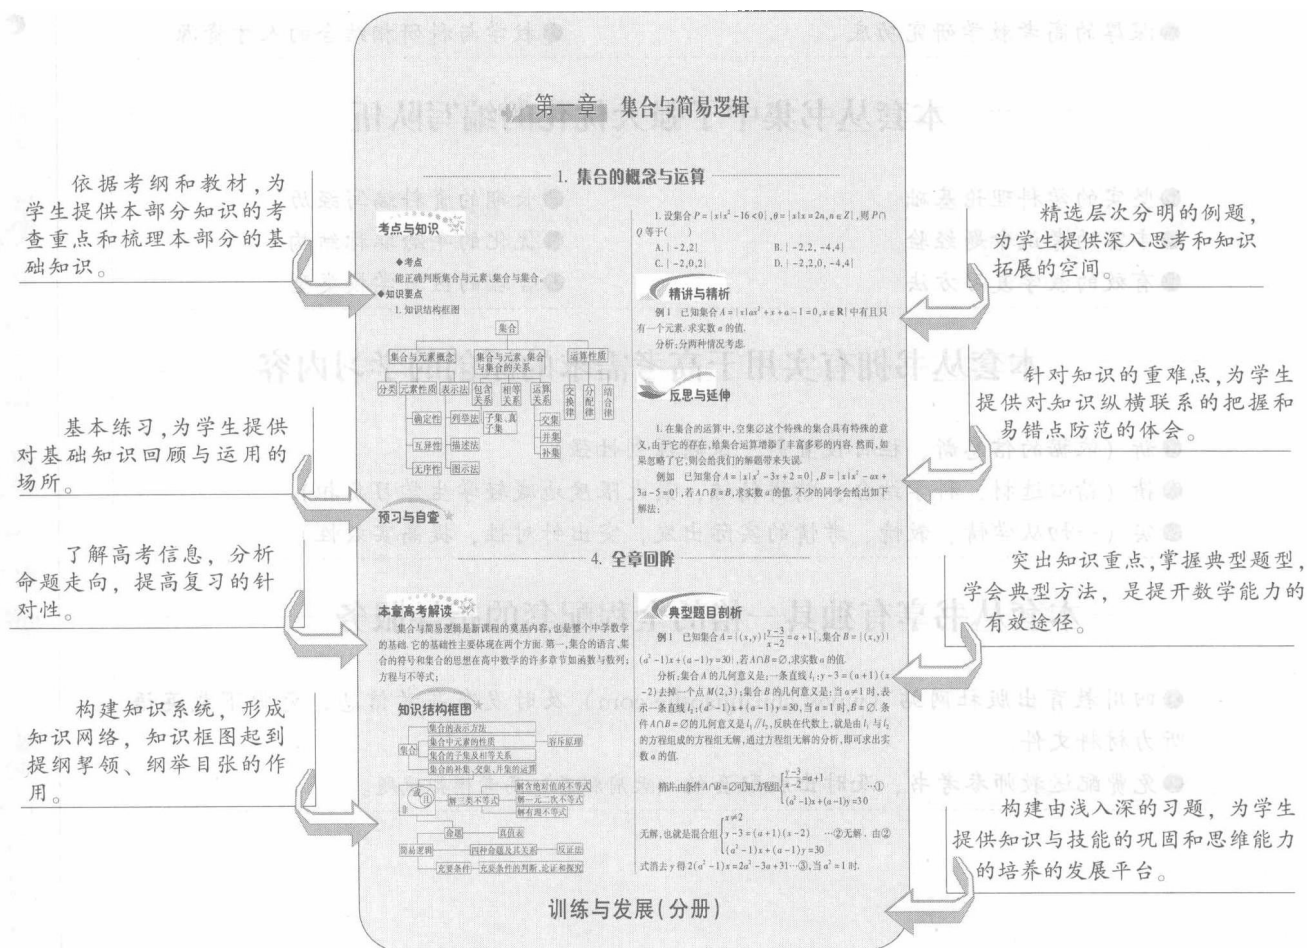 第一章 集合与简易逻辑
1. 集合的概念与运算
依据考纲和教材,为
学生提供本部分知识的考
查重点和梳理本部分的基
础知识。
基本练习,为学生提供
对基础知识回顾与运用的
场所。
了解高考信息,分析
命题走向,提高复习的针
对性。
构建知识系统,形成
知识网络,知识框图起到
提纲挈领、纲举目张的作
用。
考点与知识
◆考点
能正确判断集合与元素、集合与集合。
◆知识要点
1. 知识结构框图
集合
集合与元素概念 集合与元素、集合与集合的关系 运算性质
分类 元素性质 表示法 包含关系 相等关系 运算关系 交换律 分配律 结合律
确定性 列举法 子集、真子集 交集
互异性 描述法 并集
无序性 图示法 补集
预习与自查
1. 设集合 P={x|x²-16<0},θ={x|x=2n,n∈Z},则 P∩
Q 等于( )
A.{-2,2} B.{-2,2,-4,4}
C.{-2,0,2} D.{-2,2,0,-4,4}
精讲与精析
例1 已知集合 A={x|ax²+x+a-1=0,x∈R}中有且只
有一个元素.求实数 a 的值.
分析:分两种情况考虑.
反思与延伸
1. 在集合的运算中,空集∅这个特殊的集合具有特殊的意
义,由于它的存在,给集合运算增添了丰富多彩的内容.然而,如
果忽略了它,则会给我们的解题带来失误.
例如 已知集合 A={x|x²-3x+2=0},B={x|x²-ax+
3a-5=0},若 A∩B=B,求实数 a 的值.不少的同学会给出如下
解法:
4. 全章回眸
本章高考解读
集合与简易逻辑是新课程的奠基内容,也是整个中学数学
的基础.它的基础性主要体现在两个方面.第一,集合的语言、集
合的符号和集合的思想在高中数学的许多章节如函数与数列;
方程与不等式;
知识结构框图
集合
集合的表示方法
集合中元素的性质 容斥原理
集合的子集及相等关系
集合的补集、交集、并集的运算
或 且
解三类不等式
解含绝对值的不等式
解一元二次不等式
解有理不等式
简易逻辑
命题 真值表
四种命题及其关系 反证法
充要条件 充要条件的判断、论证和探究
典型题目剖析
例1 已知集合 A={(x,y)|y-3/x-2=a+1},集合 B={(x,y)|
(a²-1)x+(a-1)y=30},若 A∩B=∅,求实数 a 的值.
分析:集合 A 的几何意义是:一条直线 l₁:y-3=(a+1)(x
-2)去掉一个点 M(2,3);集合 B 的几何意义是:当 a≠1 时,表
示一条直线 l₂:(a²-1)x+(a-1)y=30,当 a=1 时,B=∅.条
件 A∩B=∅的几何意义是 l₁∥l₂,反映在代数上,就是由 l₁ 与 l₂
的方程组成的方程组无解,通过方程组无解的分析,即可求出实
数 a 的值.
精讲:由条件 A∩B=∅可知,方程组{y-3/x-2=a+1 (a²-1)x+(a-1)y=30 …①
无解,也就是混合组{x≠2 y-3=(a+1)(x-2) (a²-1)x+(a-1)y=30 …②无解. 由②
式消去 y 得 2(a²-1)x=2a²-3a+31…③,当 a²=1 时.
训练与发展(分册)
精选层次分明的例题,
为学生提供深入思考和知识
拓展的空间。
针对知识的重难点,为学生
提供对知识纵横联系的把握和
易错点防范的体会。
突出知识重点,掌握典型题型,
学会典型方法,是提开数学能力的
有效途径。
构建由浅入深的习题,为学生
提供知识与技能的巩固和思维能力
的培养的发展平台。